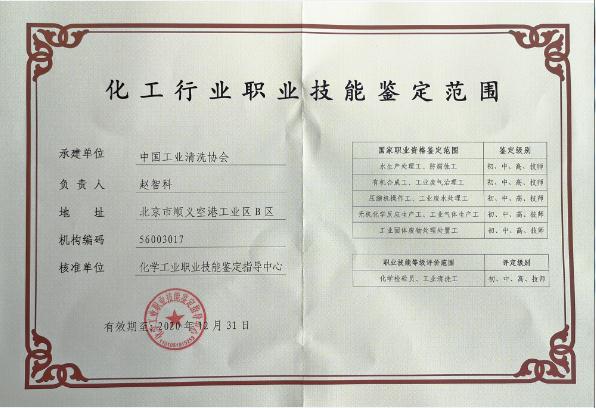 化工行业职业技能鉴定范围
承建单位 中国工业清洗协会
负责人 赵智科
地址 北京市顺义空港工业区B区
机构编码 56003017
核准单位 化学工业职业技能鉴定指导中心
有效期至:2020年12月31日
国家职业资格鉴定范围 鉴定级别
水生产处理工、防腐蚀工 初、中、高、技师
有机合成工、工业废气治理工 初、中、高、技师
压缩机操作工、工业废水处理工 初、中、高、技师
无机化学反应生产工、工业气体生产工 初、中、高、技师
工业固体废物处理处置工 初、中、高、技师
职业技能等级评价范围 评定级别
化学检验员、工业清洗工 初、中、高、技师